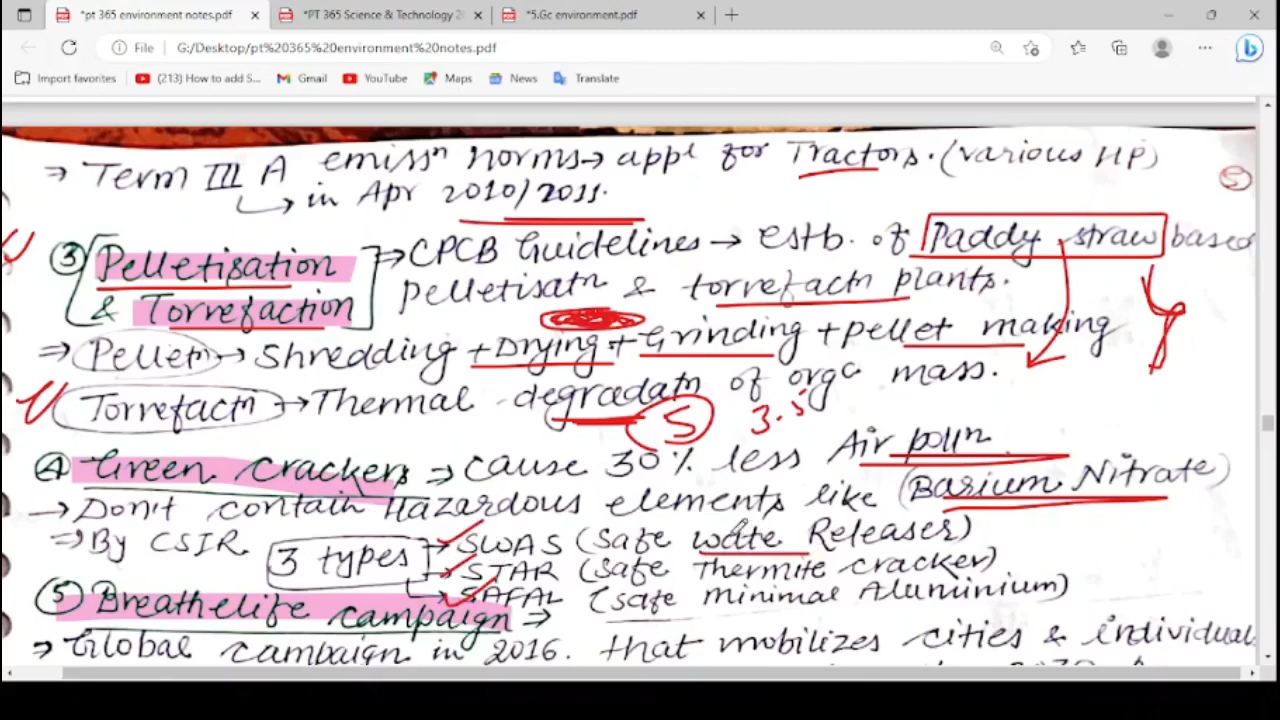 *pt 365 environment notes.pdf
*PT 365 Science & Technology 2
*5.Gc environment.pdf
File
G:/Desktop/pt%20365%20environment%20notes.pdf
Import favorites
(213) How to add S...
Gmail
YouTube
Maps
News
Translate
⇒ Term III A emissn norms → appl for Tractors. (various HP)
5
↳ in Apr 2010/2011.
③ Pelletisation & Torrefaction ⇒ CPCB Guidelines → estb. of Paddy straw based
Pelletisatn & torrefactn plants.
⇒ Pellet → Shredding + Drying + Grinding + pellet making
Torrefactn → Thermal degradatn of orgc mass.
5 3.5
④ Green crackers ⇒ cause 30% less Air polln
→ Don't contain Hazardous elements like (Barium Nitrate)
⇒ By CSIR 3 types → SWAS (Safe wate Releaser)
→ STAR (Safe Thermite cracker)
→ SAFAL (Safe minimal Aluminium)
⑤ Breathelife campaign ⇒
⇒ Global campaign in 2016. that mobilizes cities & individual